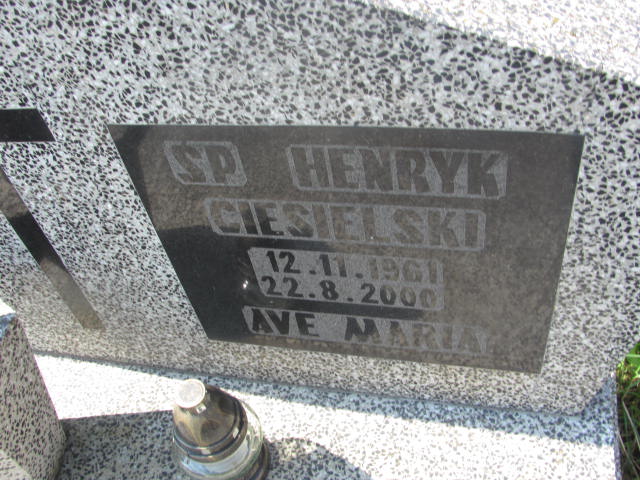 SP HENRYK
CIESIELSKI
12.11.1961
22.8.2000
AVE MARIA